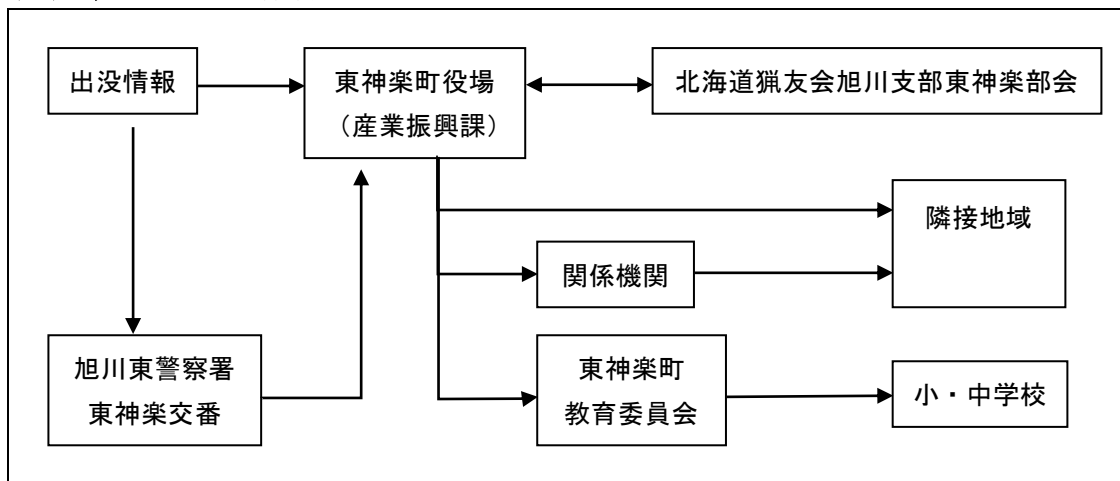 出没情報
東神楽町役場
（産業振興課）
北海道猟友会旭川支部東神楽部会
隣接地域
関係機関
旭川東警察署
東神楽交番
東神楽町
教育委員会
小・中学校